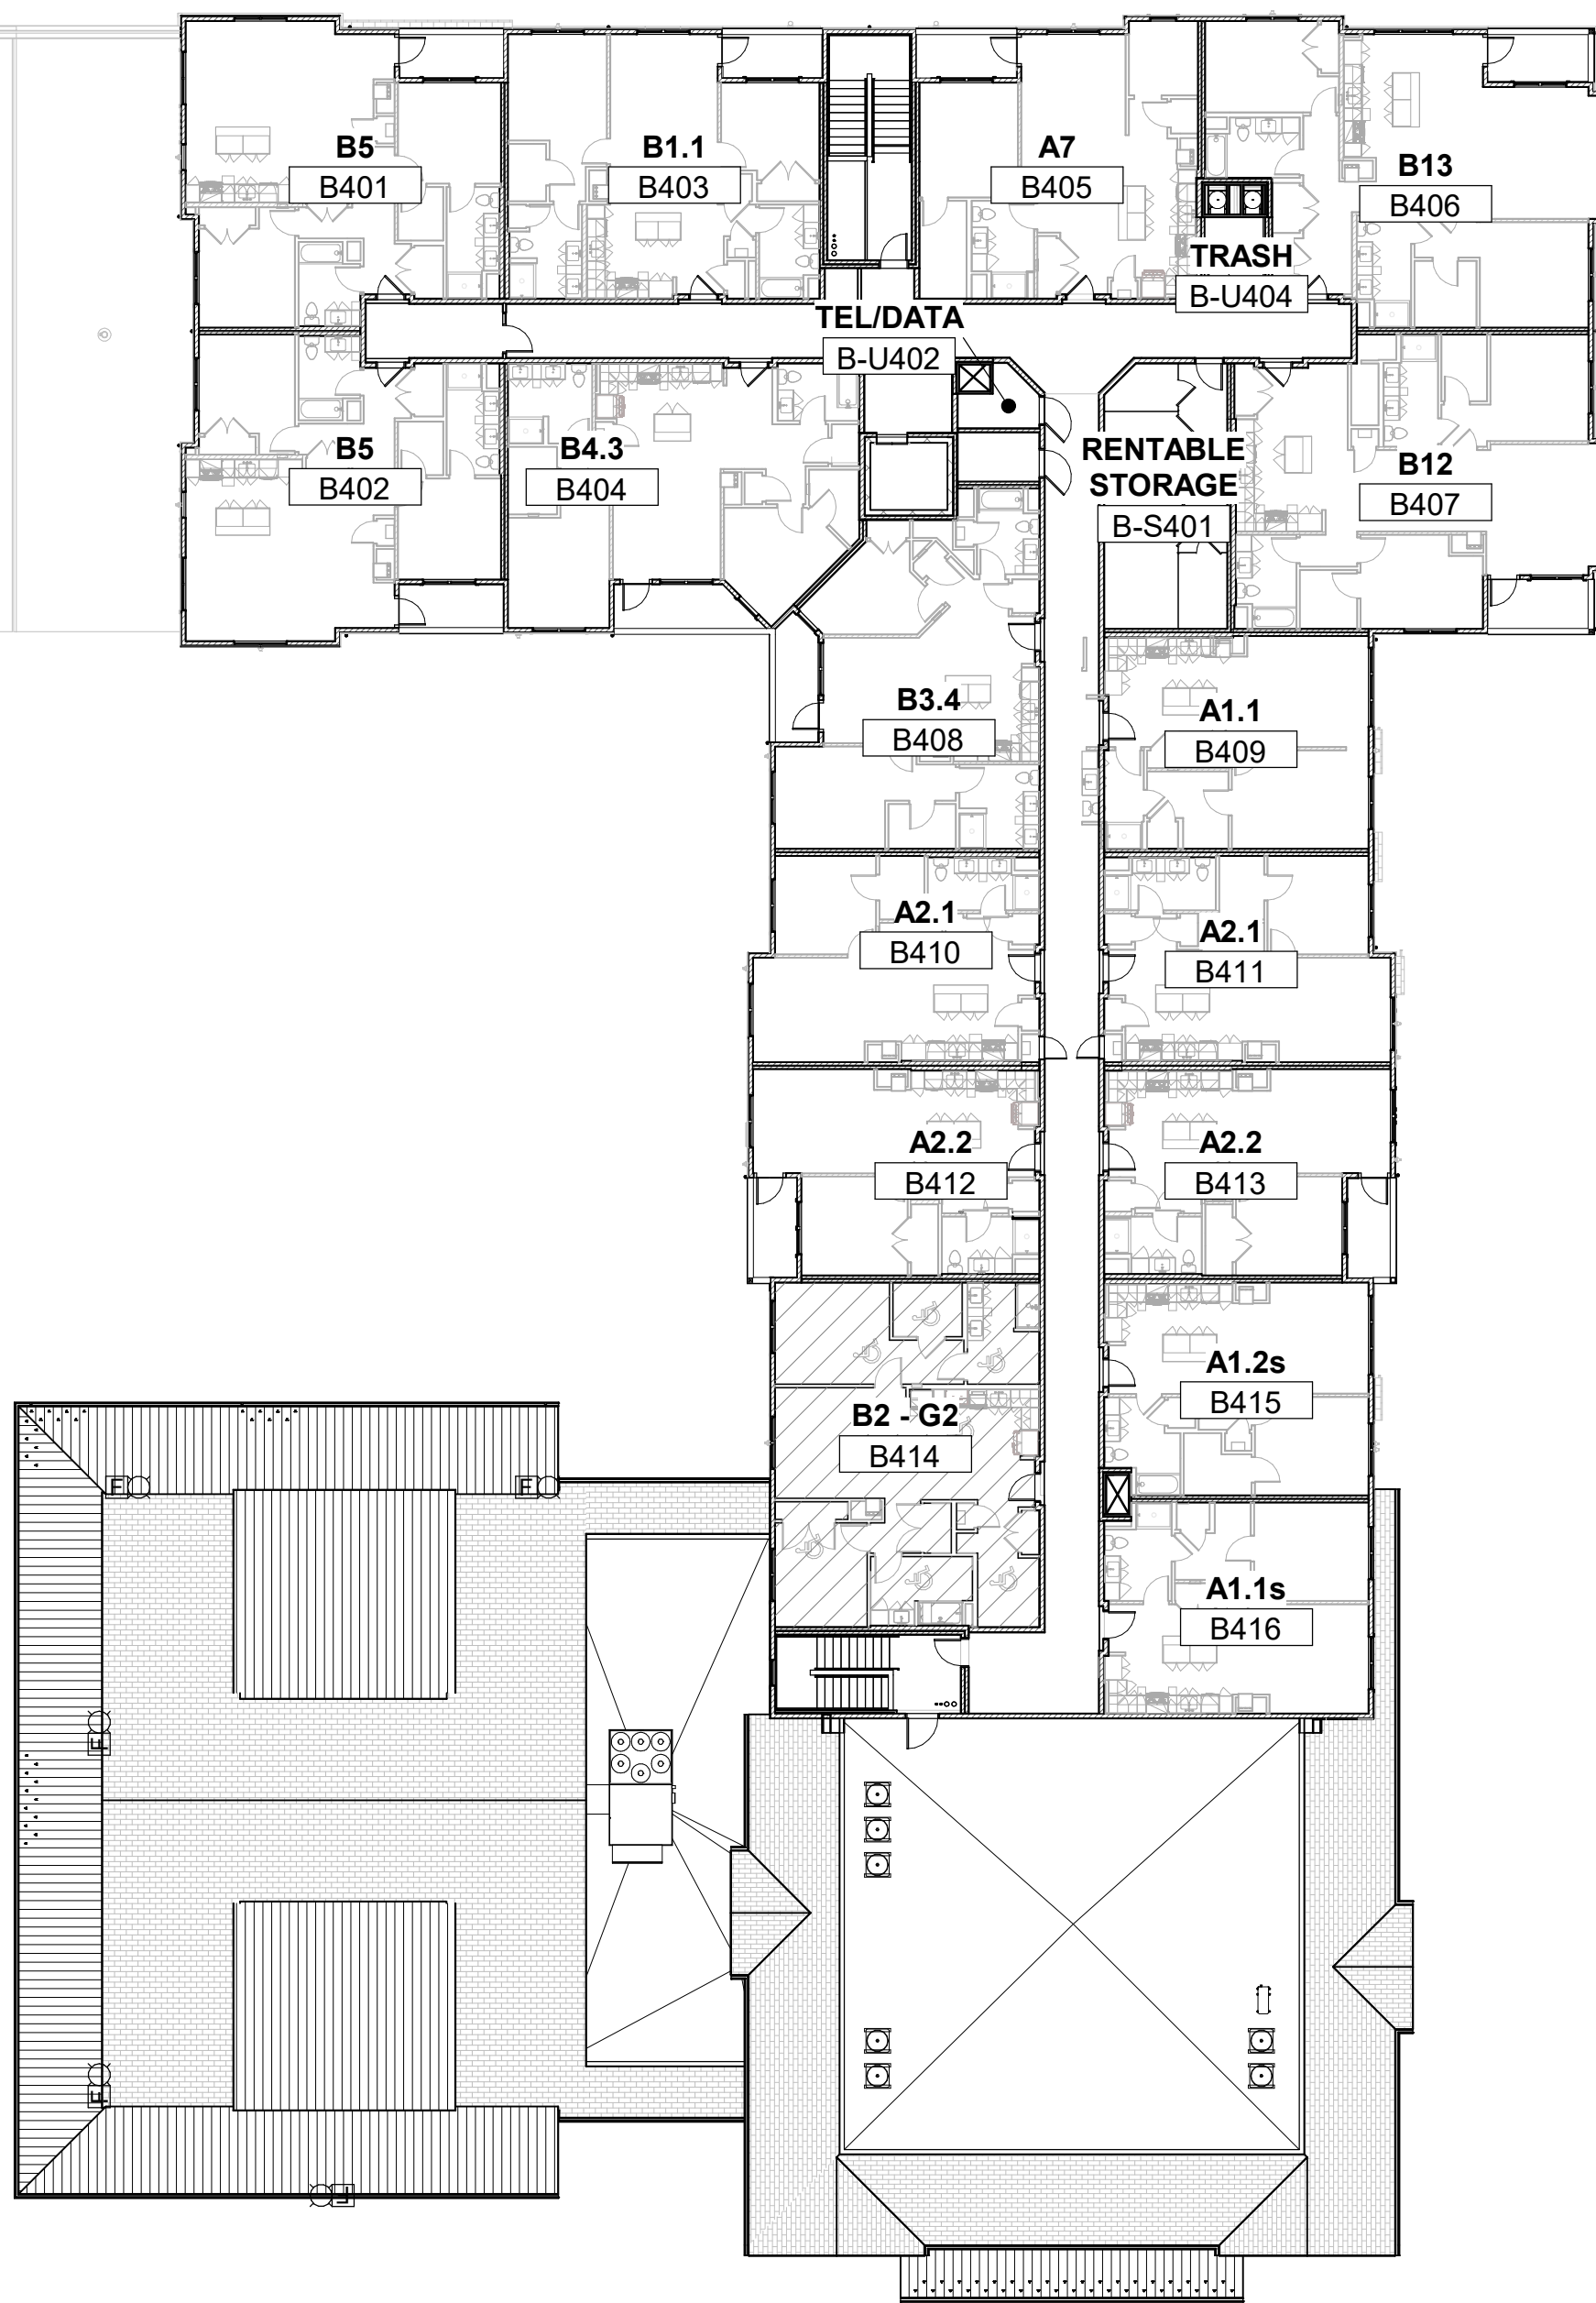 B5
B401
B1.1
B403
A7
B405
B13
B406
TRASH
B-U404
TEL/DATA
B-U402
B5
B402
B4.3
B404
RENTABLE
STORAGE
B-S401
B12
B407
B3.4
B408
A1.1
B409
A2.1
B410
A2.1
B411
A2.2
B412
A2.2
B413
A1.2s
B415
B2 - G2
B414
A1.1s
B416
F
F
F
F
F